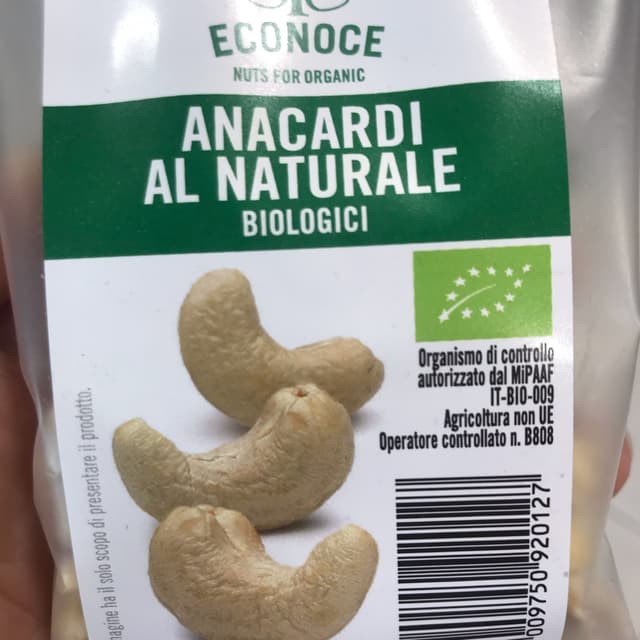 ECONOCE
NUTS FOR ORGANIC
ANACARDI
AL NATURALE
BIOLOGICI
Organismo di controllo
autorizzato dal MiPAAF
IT-BIO-009
Agricoltura non UE
Operatore controllato n. B808
ha il solo scopo di presentare il prodotto.
009750 920127